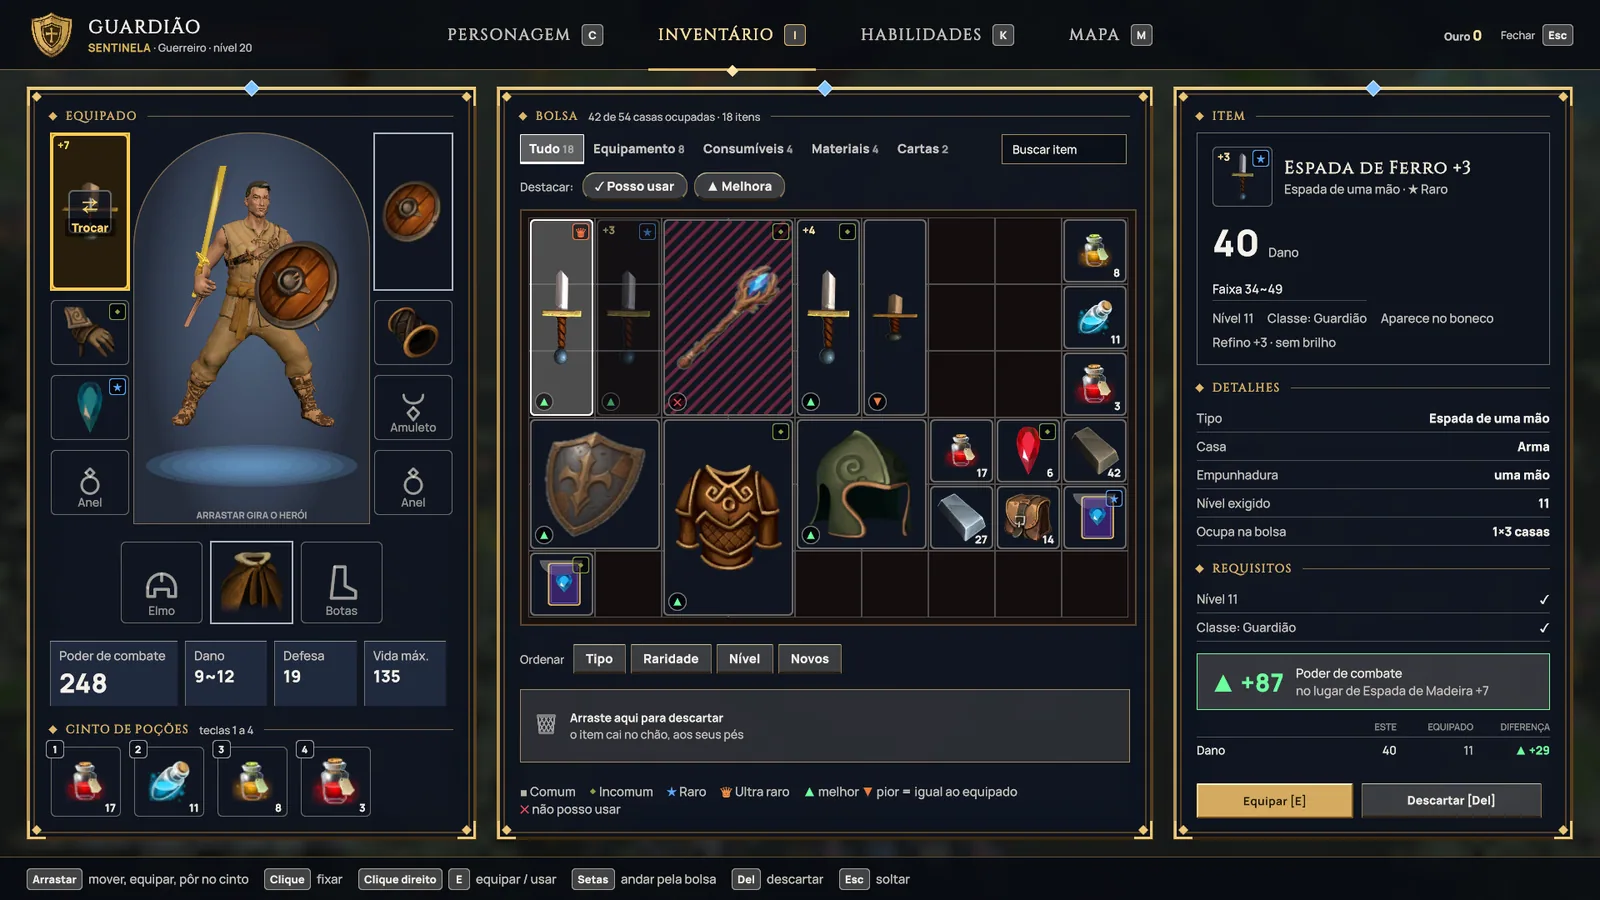 GUARDIÃO
SENTINELA · Guerreiro · nível 20
PERSONAGEM C
INVENTÁRIO I
HABILIDADES K
MAPA M
Ouro 0
Fechar Esc
EQUIPADO
+7
Trocar
Amuleto
Anel
Anel
ARRASTAR GIRA O HERÓI
Elmo
Botas
Poder de combate
248
Dano
9~12
Defesa
19
Vida máx.
135
CINTO DE POÇÕES teclas 1 a 4
1
17
2
11
3
8
4
3
BOLSA 42 de 54 casas ocupadas · 18 itens
Tudo 18
Equipamento 8
Consumíveis 4
Materiais 4
Cartas 2
Buscar item
Destacar:
✓ Posso usar
▲ Melhora
+3
+4
8
11
3
17
6
42
27
14
Ordenar
Tipo
Raridade
Nível
Novos
Arraste aqui para descartar
o item cai no chão, aos seus pés
Comum Incomum Raro Ultra raro ▲ melhor ▼ pior = igual ao equipado
✕ não posso usar
ITEM
+3
ESPADA DE FERRO +3
Espada de uma mão · ★ Raro
40 Dano
Faixa 34~49
Nível 11 Classe: Guardião Aparece no boneco
Refino +3 · sem brilho
DETALHES
Tipo Espada de uma mão
Casa Arma
Empunhadura uma mão
Nível exigido 11
Ocupa na bolsa 1×3 casas
REQUISITOS
Nível 11 ✓
Classe: Guardião ✓
▲ +87 Poder de combate
no lugar de Espada de Madeira +7
ESTE EQUIPADO DIFERENÇA
Dano 40 11 ▲ +29
Equipar [E]
Descartar [Del]
Arrastar mover, equipar, pôr no cinto Clique fixar Clique direito E equipar / usar Setas andar pela bolsa Del descartar Esc soltar